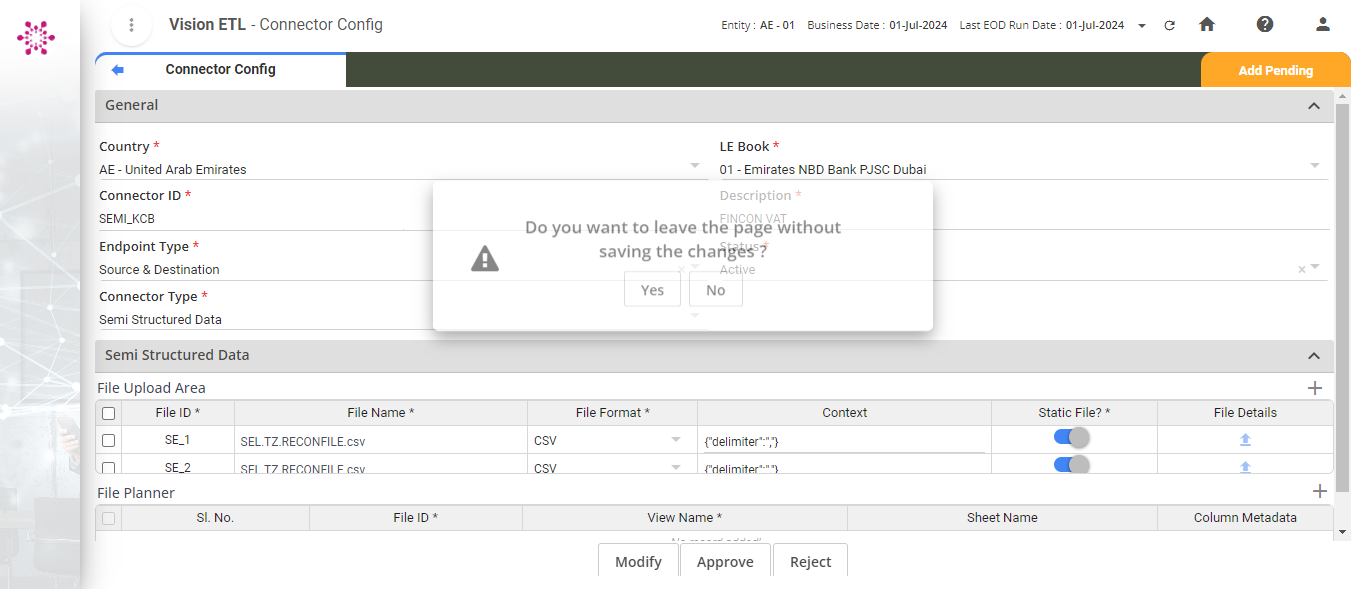 Vision ETL - Connector Config
Entity : AE - 01 Business Date : 01-Jul-2024 Last EOD Run Date : 01-Jul-2024
Connector Config
Add Pending
General
Country *
LE Book *
AE - United Arab Emirates
01 - Emirates NBD Bank PJSC Dubai
Connector ID *
Description *
SEMI_KCB
FINCON VAT
Do you want to leave the page without
saving the changes ?
Yes No
Endpoint Type *
Status *
Source & Destination
Active
Connector Type *
Semi Structured Data
Semi Structured Data
File Upload Area
File ID * File Name * File Format * Context Static File? * File Details
SE_1 SEL.TZ.RECONFILE.csv CSV {"delimiter":","}
SE_2 SEL.TZ.RECONFILE.csv CSV {"delimiter":","}
File Planner
Sl. No. File ID * View Name * Sheet Name Column Metadata
No record added!
Modify Approve Reject